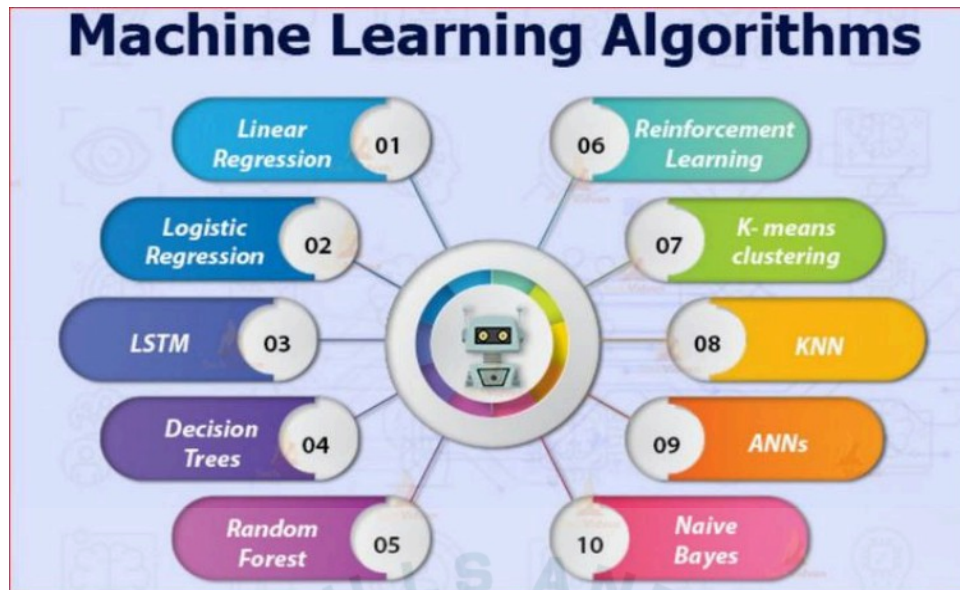 Machine Learning Algorithms
Linear
Regression
01
Logistic
Regression
02
LSTM
03
Decision
Trees
04
Random
Forest
05
06
Reinforcement
Learning
07
K- means
clustering
08
KNN
09
ANNs
10
Naive
Bayes